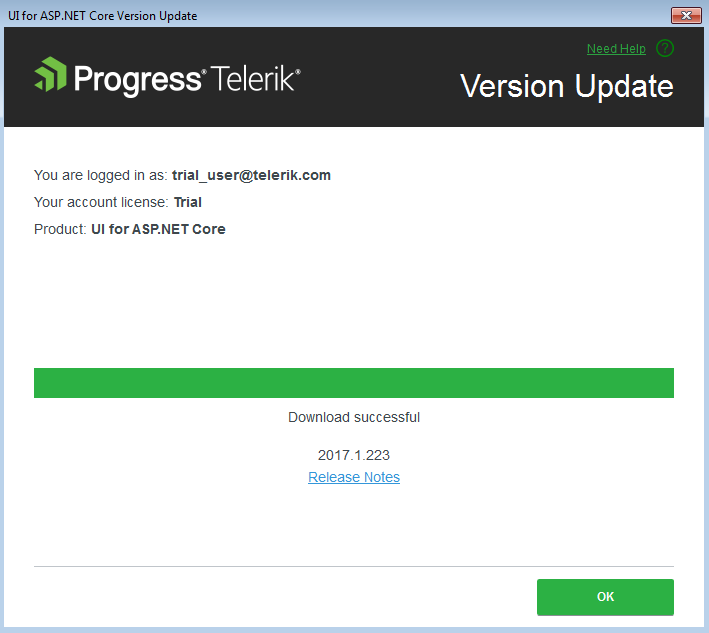 UI for ASP.NET Core Version Update
Need Help ?
Progress® Telerik®
Version Update
You are logged in as: trial_user@telerik.com
Your account license: Trial
Product: UI for ASP.NET Core
Download successful
2017.1.223
Release Notes
OK